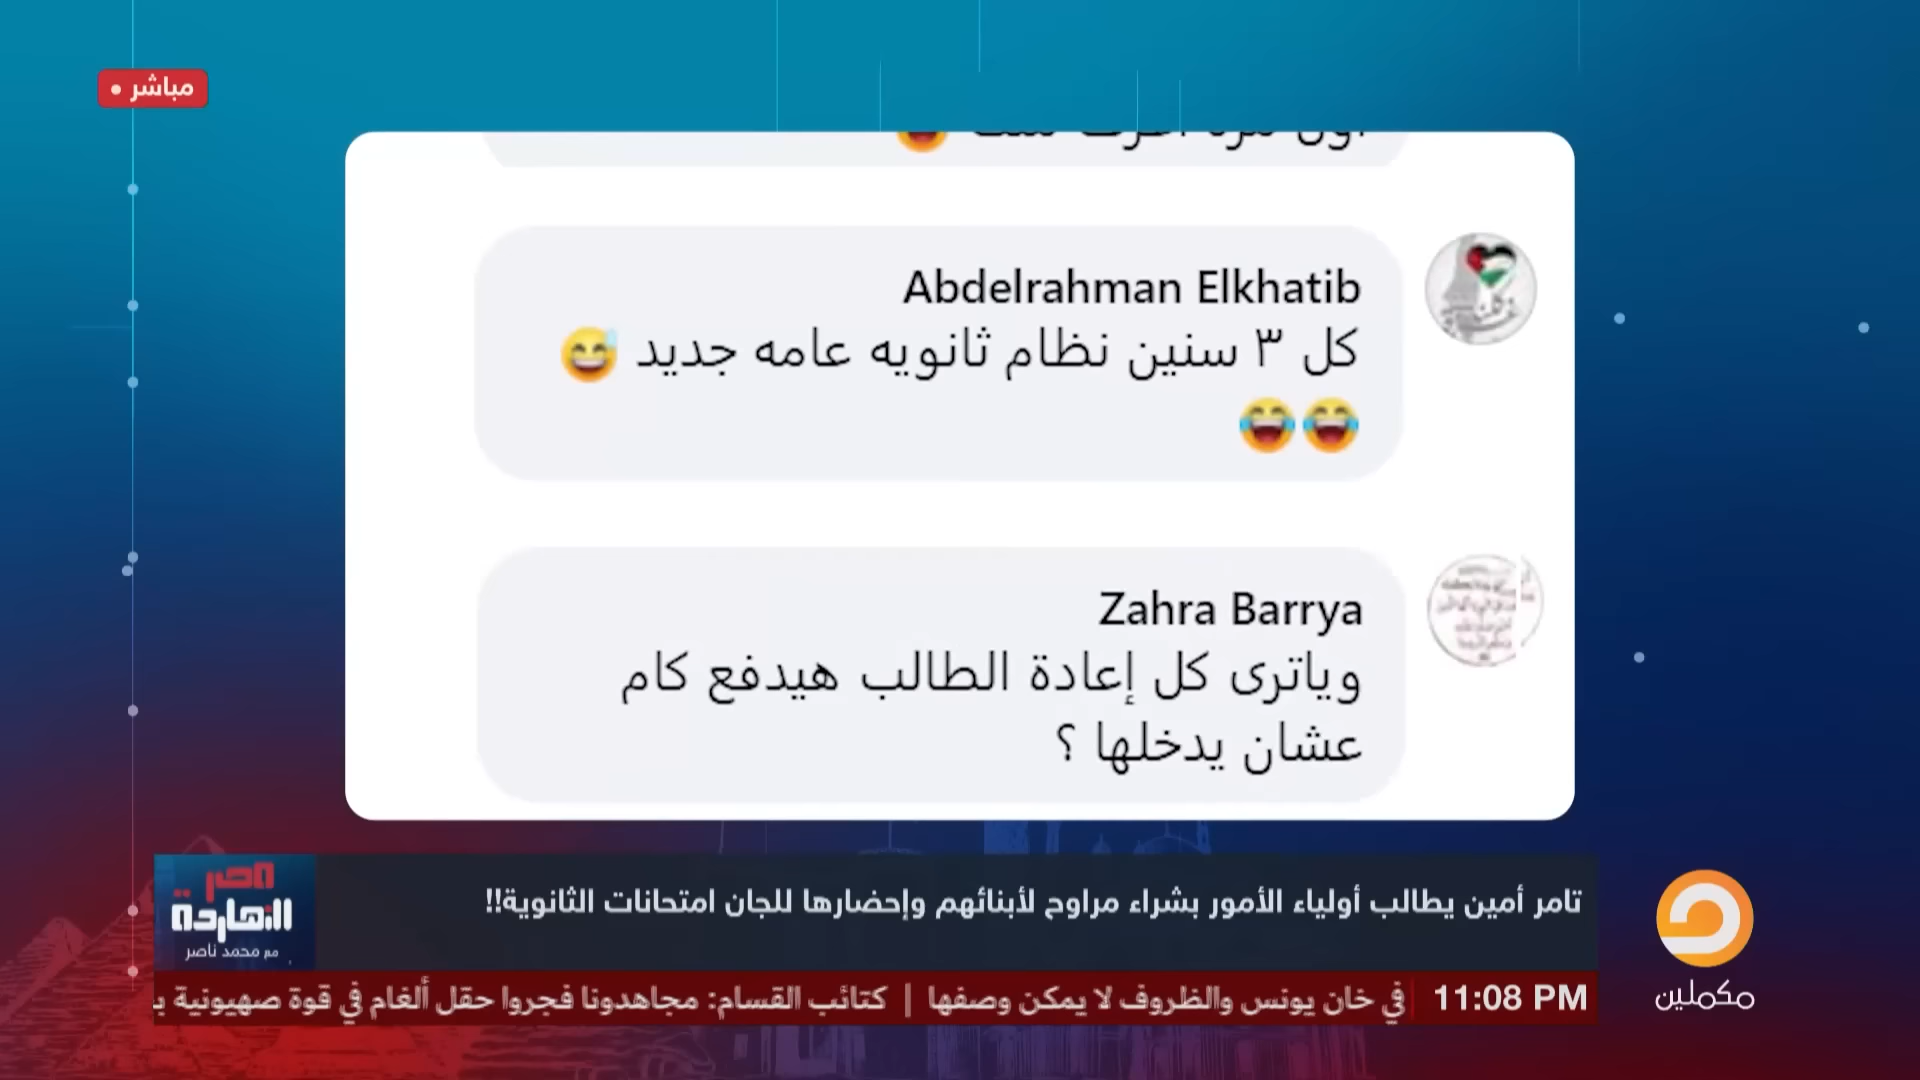 مباشر
Abdelrahman Elkhatib
كل ٣ سنين نظام ثانويه عامه جديد 😅
😂😂
Zahra Barrya
وياترى كل إعادة الطالب هيدفع كام
عشان يدخلها ؟
تامر أمين يطالب أولياء الأمور بشراء مراوح لأبنائهم وإحضارها للجان امتحانات الثانوية!!
مصر
النهاردة
مع محمد ناصر
11:08 PM
في خان يونس والظروف لا يمكن وصفها | كتائب القسام: مجاهدونا فجروا حقل ألغام في قوة صهيونية
مكملين